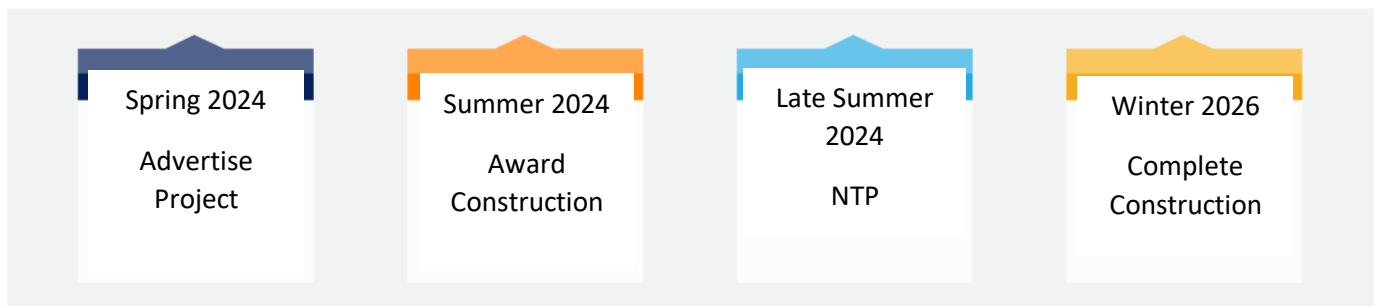 Spring 2024
Advertise
Project
Summer 2024
Award
Construction
Late Summer
2024
NTP
Winter 2026
Complete
Construction